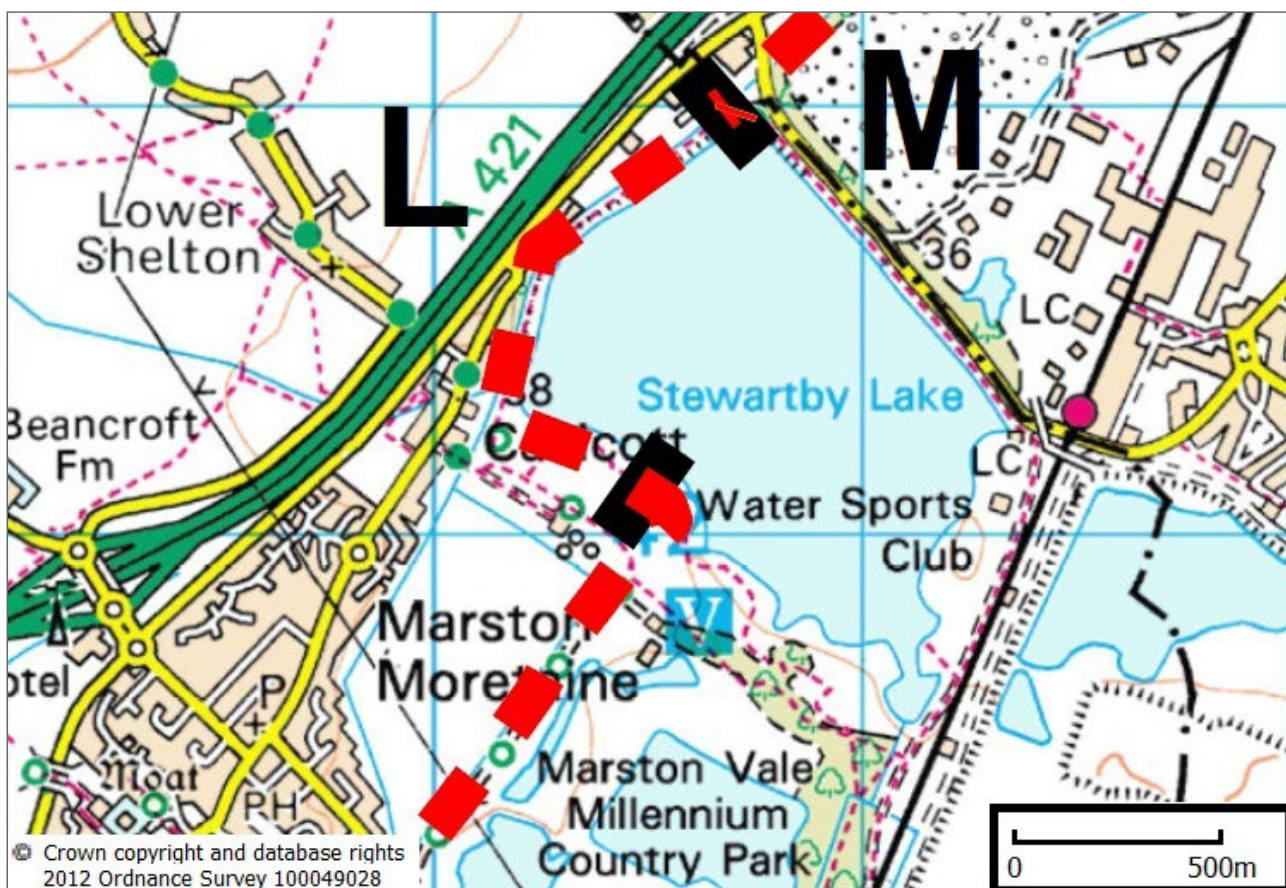 L
M
A 421
Lower
Shelton
36
LC
Stewartby Lake
Beancroft
Fm
LC
Water Sports
Club
V
Marston
Moretaine
P
Moat
PH
Marston Vale
Millennium
Country Park
0 500m
© Crown copyright and database rights
2012 Ordnance Survey 100049028